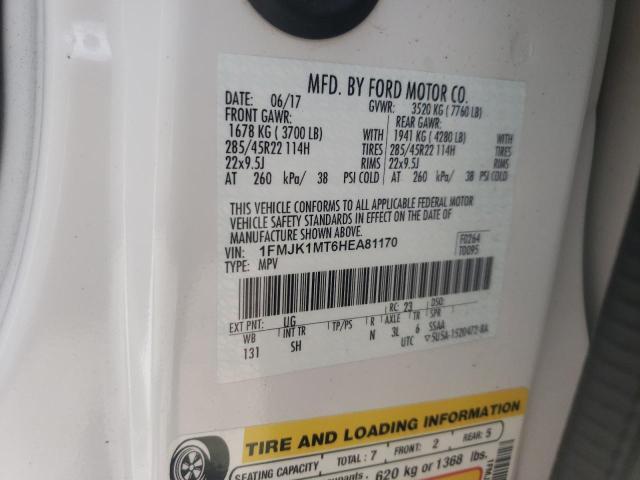 MFD. BY FORD MOTOR CO.
DATE: 06/17 GVWR: 3520 KG ( 7760 LB)
FRONT GAWR: REAR GAWR:
1678 KG ( 3700 LB) WITH 1941 KG ( 4280 LB) WITH
285/45R22 114H TIRES 285/45R22 114H TIRES
22x9.5J RIMS 22x9.5J RIMS
AT 260 kPa/ 38 PSI COLD AT 260 kPa/ 38 PSI COLD
THIS VEHICLE CONFORMS TO ALL APPLICABLE FEDERAL MOTOR
VEHICLE SAFETY STANDARDS IN EFFECT ON THE DATE OF
MANUFACTURE SHOWN ABOVE.
VIN: 1FMJK1MT6HEA81170 F0264
TYPE: MPV T0095
EXT PNT: UG RC: 23 DSO:
WB INT TR TP/PS R AXLE TR SPR
131 SH N 3L 6 SSAA
UTC
TIRE AND LOADING INFORMATION
SEATING CAPACITY TOTAL: 7 FRONT: 2 REAR: 5
620 kg or 1368 lbs.